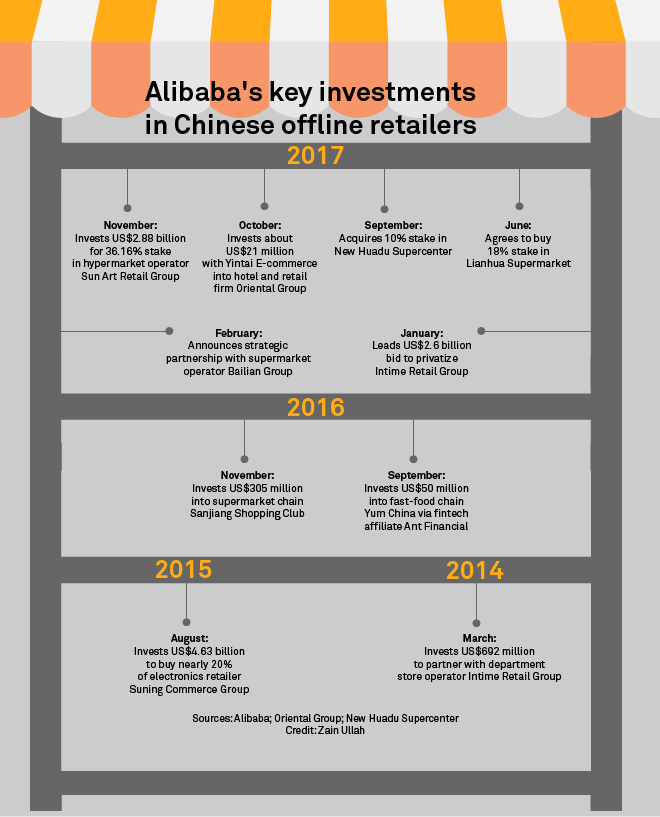 Alibaba's key investments
in Chinese offline retailers
2017
November:
Invests US$2.88 billion
for 36.16% stake
in hypermarket operator
Sun Art Retail Group
October:
Invests about
US$21 million
with Yintai E-commerce
into hotel and retail
firm Oriental Group
September:
Acquires 10% stake in
New Huadu Supercenter
June:
Agrees to buy
18% stake in
Lianhua Supermarket
February:
Announces strategic
partnership with supermarket
operator Bailian Group
January:
Leads US$2.6 billion
bid to privatize
Intime Retail Group
2016
November:
Invests US$305 million
into supermarket chain
Sanjiang Shopping Club
September:
Invests US$50 million
into fast-food chain
Yum China via fintech
affiliate Ant Financial
2015
August:
Invests US$4.63 billion
to buy nearly 20%
of electronics retailer
Suning Commerce Group
2014
March:
Invests US$692 million
to partner with department
store operator Intime Retail Group
Sources:Alibaba; Oriental Group; New Huadu Supercenter
Credit:Zain Ullah